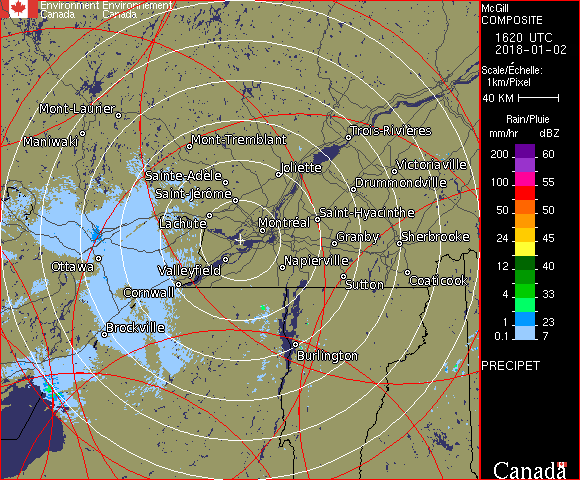 Environment Environnement
Canada Canada
McGill
COMPOSITE
1620 UTC
2018-01-02
Scale/Échelle:
1km/Pixel
40 KM
Rain/Pluie
mm/hr dBZ
200 60
150 57
100 55
50 50
24 45
12 40
4 33
1 23
0.1 7
PRECIPET
Canada
Mont-Laurier
Maniwaki
Mont-Tremblant
Trois-Rivières
Joliette
Victoriaville
Sainte-Adèle
Drummondville
Saint-Jérôme
Lachute
Saint-Hyacinthe
Montréal
Granby
Sherbrooke
Ottawa
Valleyfield
Napierville
Cornwall
Sutton
Coaticook
Brockville
Burlington